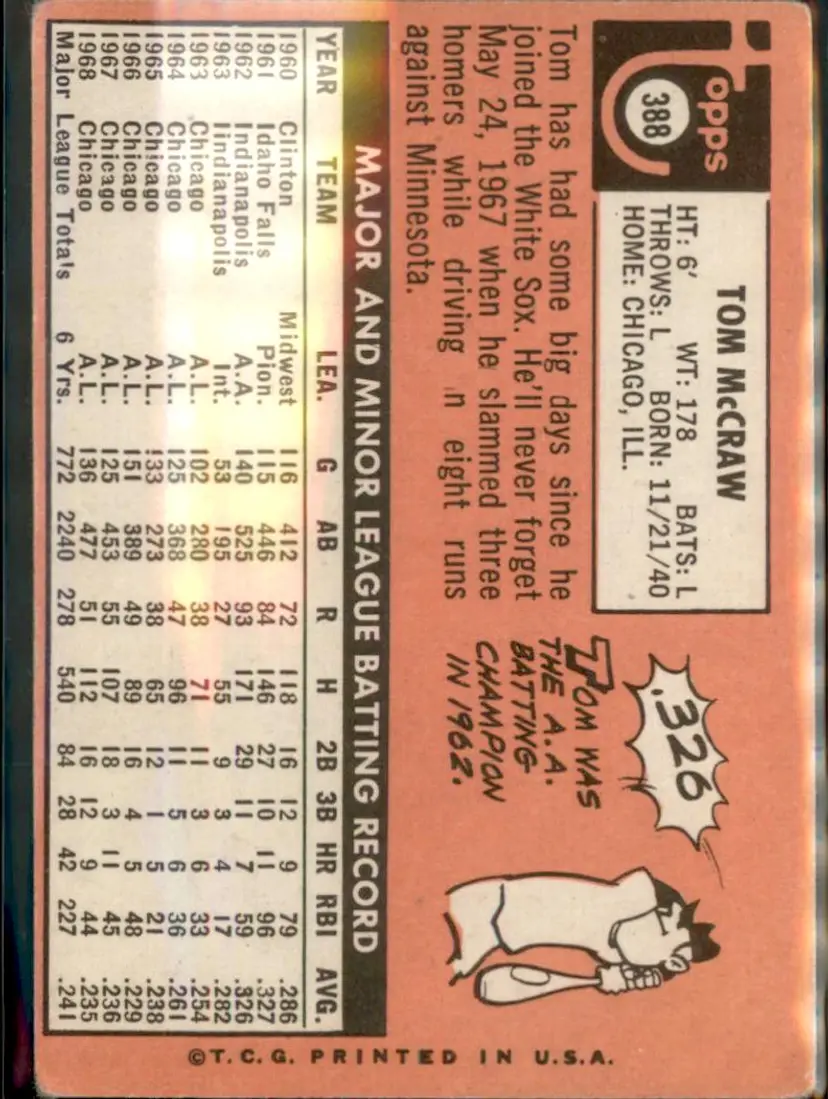 Topps
388
TOM McCRAW
HT: 6' WT: 178 BATS: L
THROWS: L BORN: 11/21/40
HOME: CHICAGO, ILL.
Tom has had some big days since he
joined the White Sox. He'll never forget
May 24, 1967 when he slammed three
homers while driving in eight runs
against Minnesota.
.326
TOM WAS
THE A.A.
BATTING
CHAMPION
IN 1962.
MAJOR AND MINOR LEAGUE BATTING RECORD
YEAR TEAM LEA. G AB R H 2B 3B HR RBI AVG.
1960 Clinton Midwest 116 412 72 118 16 12 9 79 .286
1961 Idaho Falls Pion. 115 446 84 146 27 10 11 96 .327
1962 Indianapolis A.A. 140 525 93 171 29 11 7 59 .326
1963 Iindianapolis Int. 53 195 27 55 9 3 4 17 .282
1963 Chicago A.L. 102 280 38 71 11 3 6 33 .254
1964 Chicago A.L. 125 368 47 96 11 5 6 36 .261
1965 Chicago A.L. 133 273 38 65 12 1 5 21 .238
1966 Chicago A.L. 151 389 49 89 16 4 5 48 .229
1967 Chicago A.L. 125 453 55 107 18 3 11 45 .236
1968 Chicago A.L. 136 477 51 112 16 12 9 44 .235
Major League Totals 6 Yrs. 772 2240 278 540 84 28 42 227 .241
©T.C.G. PRINTED IN U.S.A.